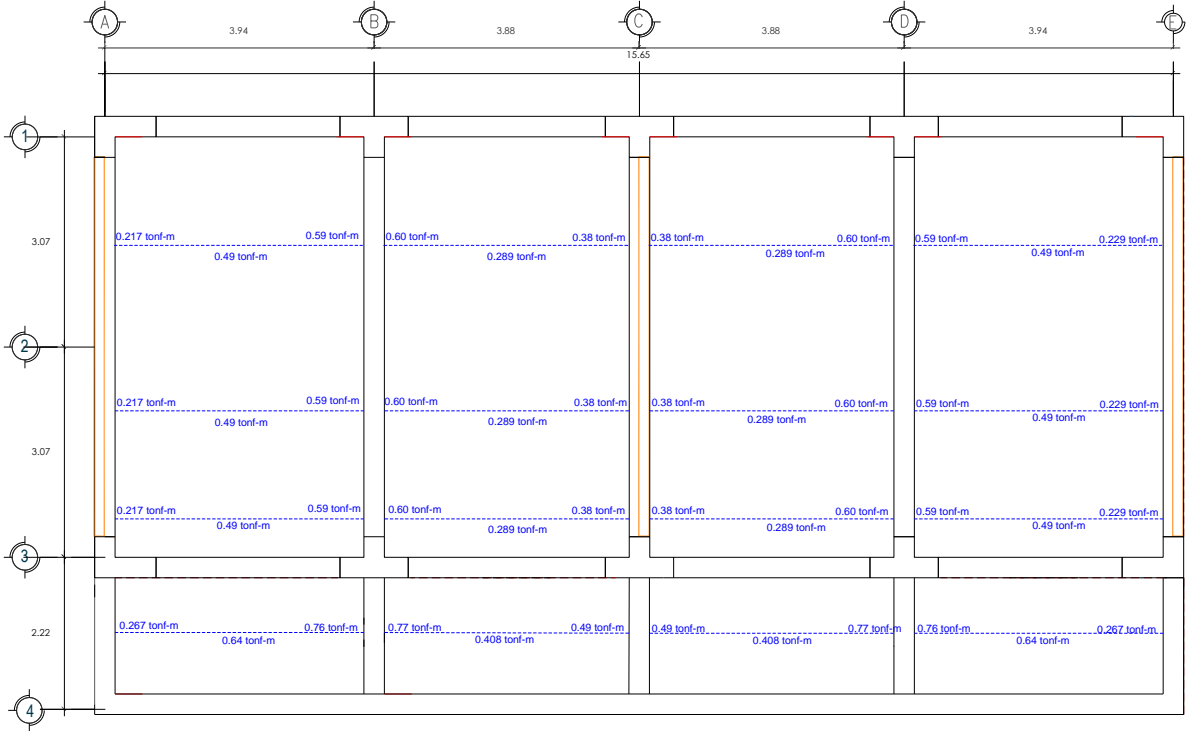 A B C D E
3.94 3.88 3.88 3.94
15.65
1
0.217 tonf-m 0.59 tonf-m 0.60 tonf-m 0.38 tonf-m 0.38 tonf-m 0.60 tonf-m 0.59 tonf-m 0.229 tonf-m
3.07
0.49 tonf-m 0.289 tonf-m 0.289 tonf-m 0.49 tonf-m
2
0.217 tonf-m 0.59 tonf-m 0.60 tonf-m 0.38 tonf-m 0.38 tonf-m 0.60 tonf-m 0.59 tonf-m 0.229 tonf-m
0.49 tonf-m 0.289 tonf-m 0.289 tonf-m 0.49 tonf-m
3.07
0.217 tonf-m 0.59 tonf-m 0.60 tonf-m 0.38 tonf-m 0.38 tonf-m 0.60 tonf-m 0.59 tonf-m 0.229 tonf-m
0.49 tonf-m 0.289 tonf-m 0.289 tonf-m 0.49 tonf-m
3
0.267 tonf-m 0.76 tonf-m 0.77 tonf-m 0.49 tonf-m 0.49 tonf-m 0.77 tonf-m 0.76 tonf-m 0.267 tonf-m
2.22
0.64 tonf-m 0.408 tonf-m 0.408 tonf-m 0.64 tonf-m
4